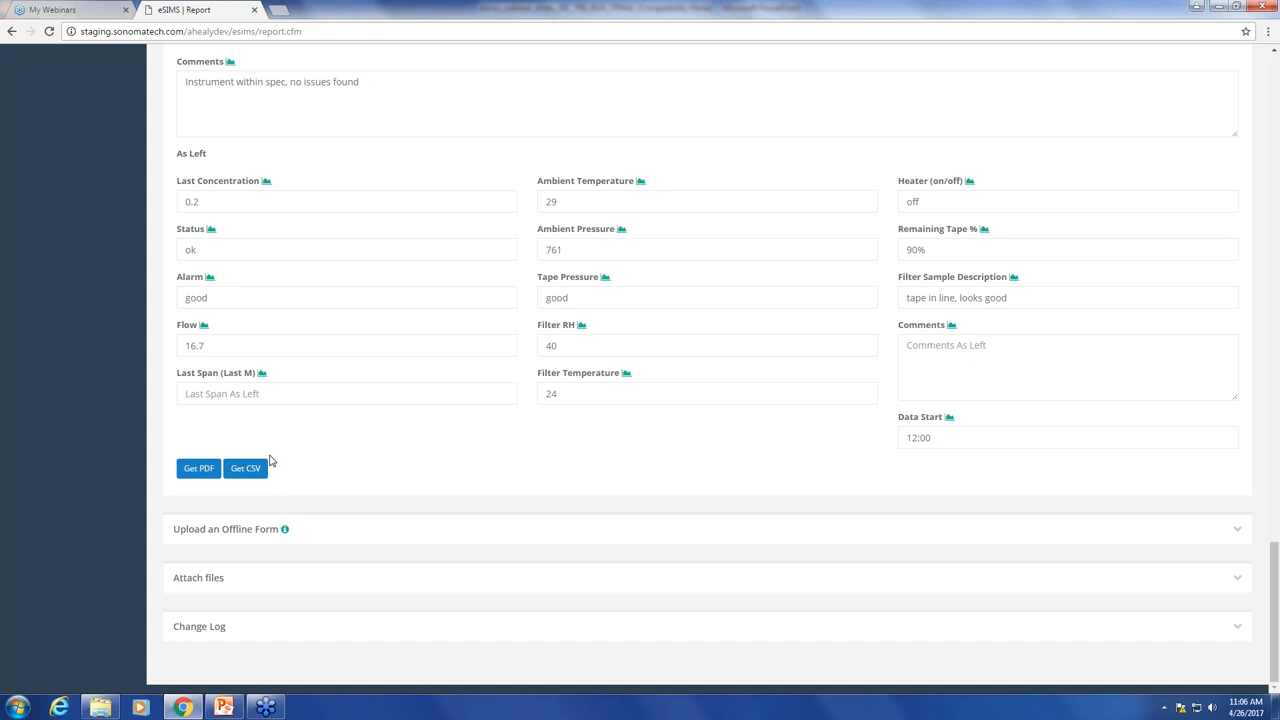 My Webinars
eSIMS | Report
staging.sonomatech.com/ahealydev/esims/report.cfm
Comments
Instrument within spec, no issues found
As Left
Last Concentration
0.2
Ambient Temperature
29
Heater (on/off)
off
Status
ok
Ambient Pressure
761
Remaining Tape %
90%
Alarm
good
Tape Pressure
good
Filter Sample Description
tape in line, looks good
Flow
16.7
Filter RH
40
Comments
Comments As Left
Last Span (Last M)
Last Span As Left
Filter Temperature
24
Data Start
12:00
Get PDF
Get CSV
Upload an Offline Form
Attach files
Change Log
11:06 AM
4/26/2017